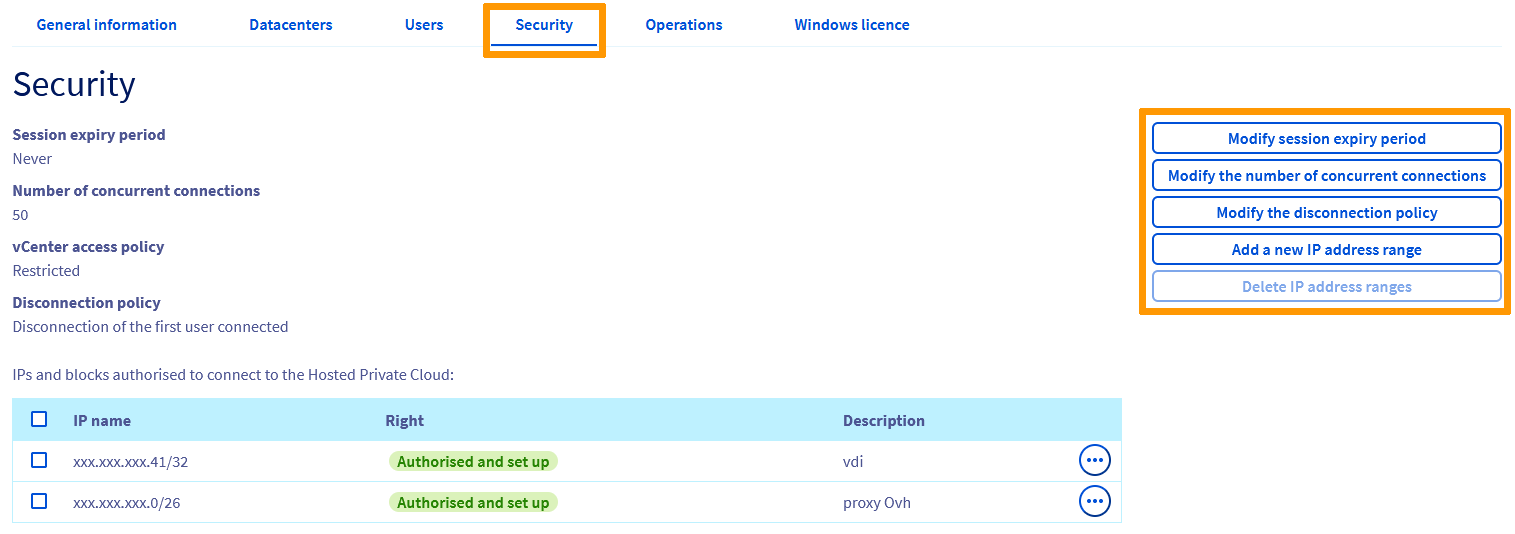 General information Datacenters Users Security Operations Windows licence
Security
Session expiry period
Never
Number of concurrent connections
50
vCenter access policy
Restricted
Disconnection policy
Disconnection of the first user connected
Modify session expiry period
Modify the number of concurrent connections
Modify the disconnection policy
Add a new IP address range
Delete IP address ranges
IPs and blocks authorised to connect to the Hosted Private Cloud:
IP name Right Description
xxx.xxx.xxx.41/32 Authorised and set up vdi
xxx.xxx.xxx.0/26 Authorised and set up proxy Ovh